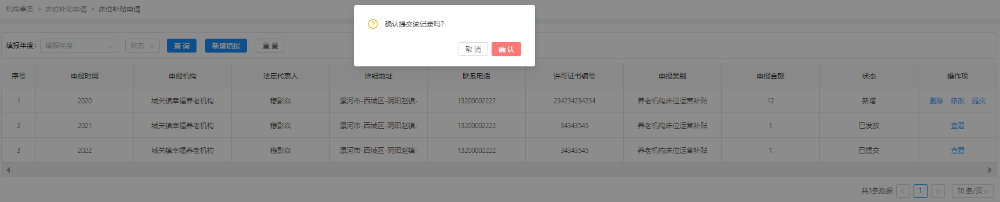 机构事务 > 床位补贴申请 > 床位补贴申请
确认提交该记录吗?
取 消 确 认
填报年度: 填报年度 状态 查 询 新增填报 重 置
序号 申报时间 申报机构 法定代表人 详细地址 联系电话 许可证书编号 申报类别 申报金额 状态 操作项
1 2020 域关镇幸福养老机构 穆影焱 漯河市-西城区-阴阳赵镇- 13200002222 234234234234 养老机构床位运营补贴 12 新增 删除 修改 提交
2 2021 域关镇幸福养老机构 穆影焱 漯河市-西城区-阴阳赵镇- 13200002222 34343545 养老机构床位运营补贴 1 已发放 查看
3 2022 域关镇幸福养老机构 穆影焱 漯河市-西城区-阴阳赵镇- 13200002222 34343545 养老机构床位运营补贴 1 已提交 查看
共3条数据 < 1 > 20 条/页